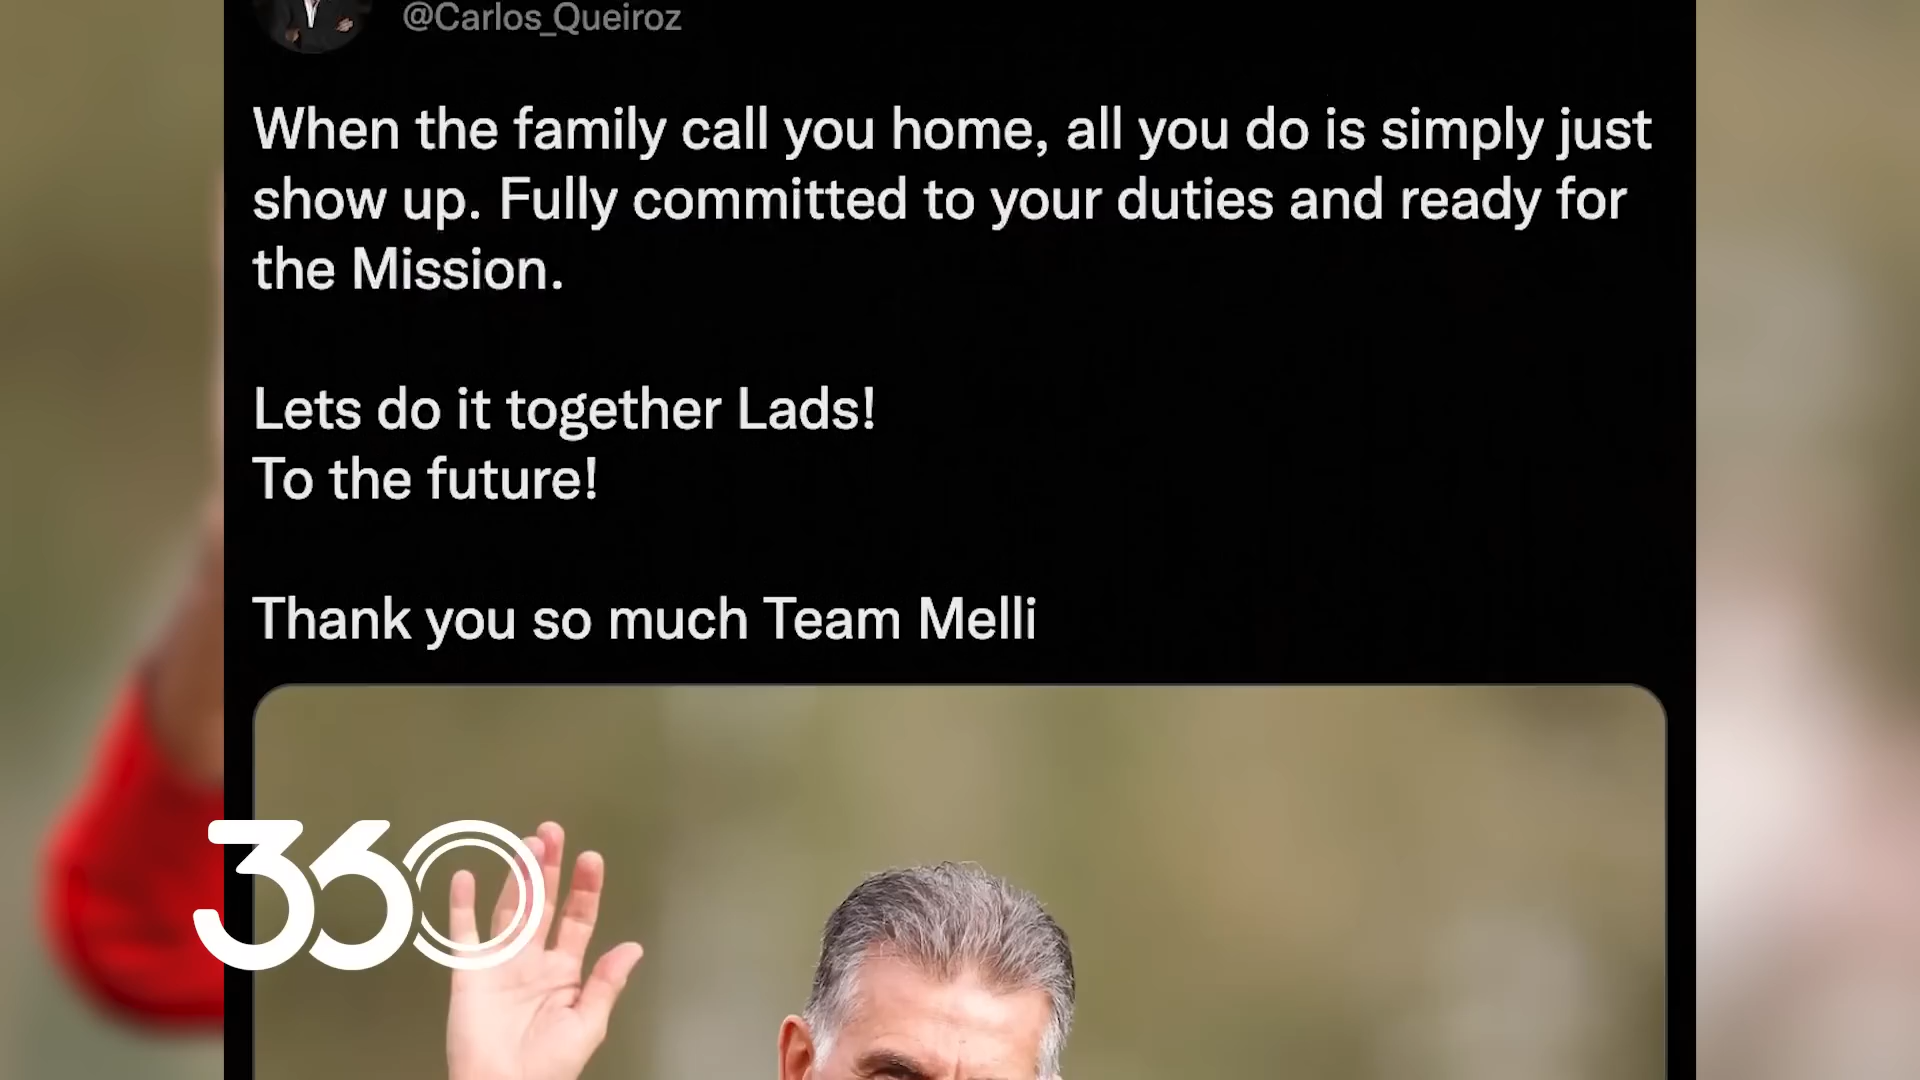 @Carlos_Queiroz
When the family call you home, all you do is simply just
show up. Fully committed to your duties and ready for
the Mission.
Lets do it together Lads!
To the future!
Thank you so much Team Melli
360